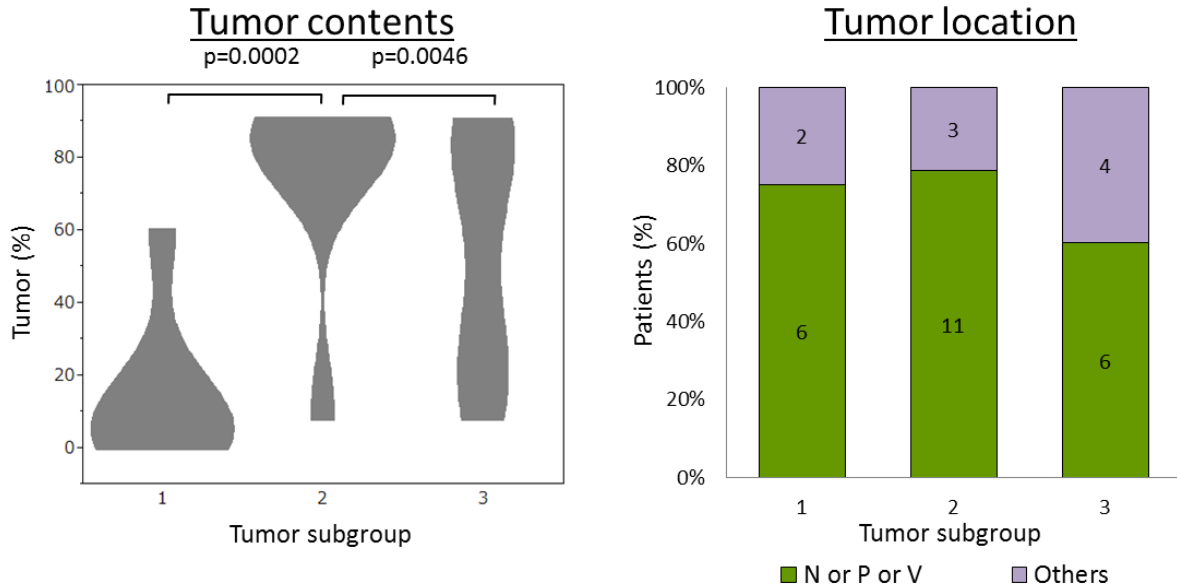 Tumor contents
p=0.0002 p=0.0046
100
80
60
40
20
0
Tumor (%)
1 2 3
Tumor subgroup
Tumor location
100%
80%
60%
40%
20%
0%
Patients (%)
2 3 4
6 11 6
1 2 3
Tumor subgroup
N or P or V Others